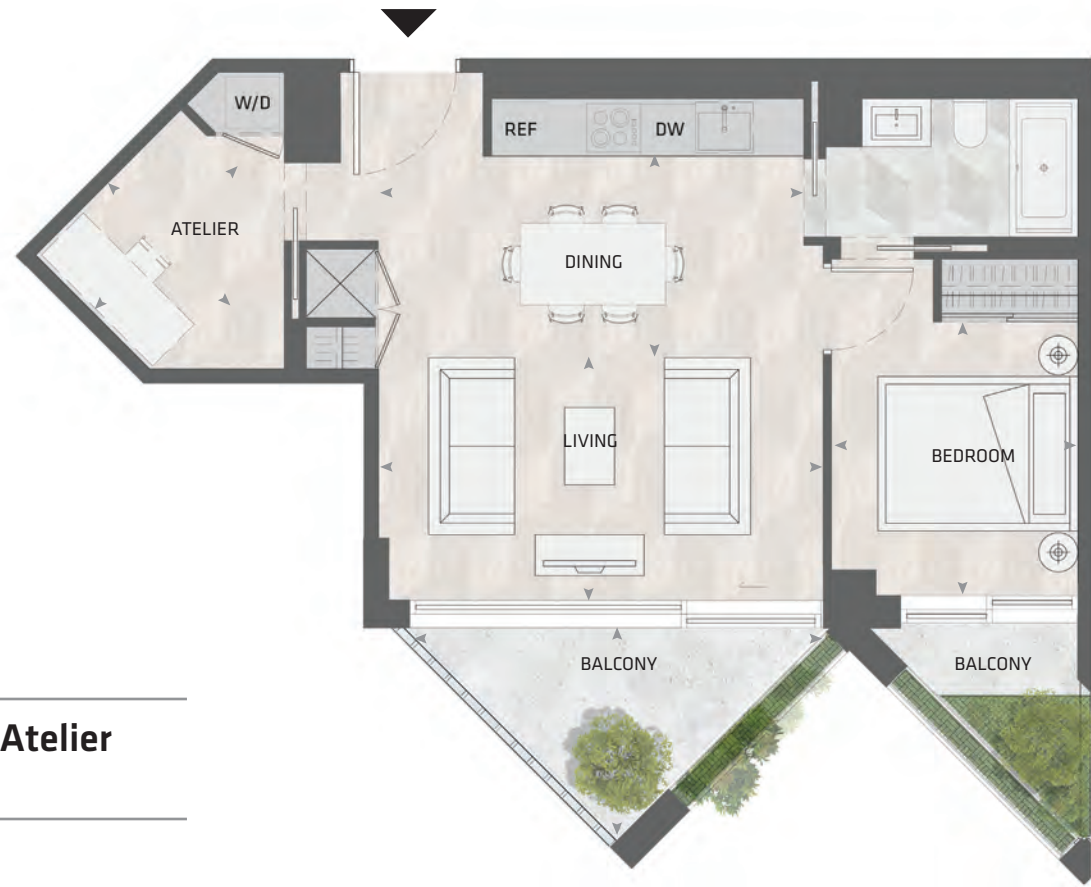 W/D
REF
DW
ATELIER
DINING
LIVING
BEDROOM
BALCONY
BALCONY
Atelier